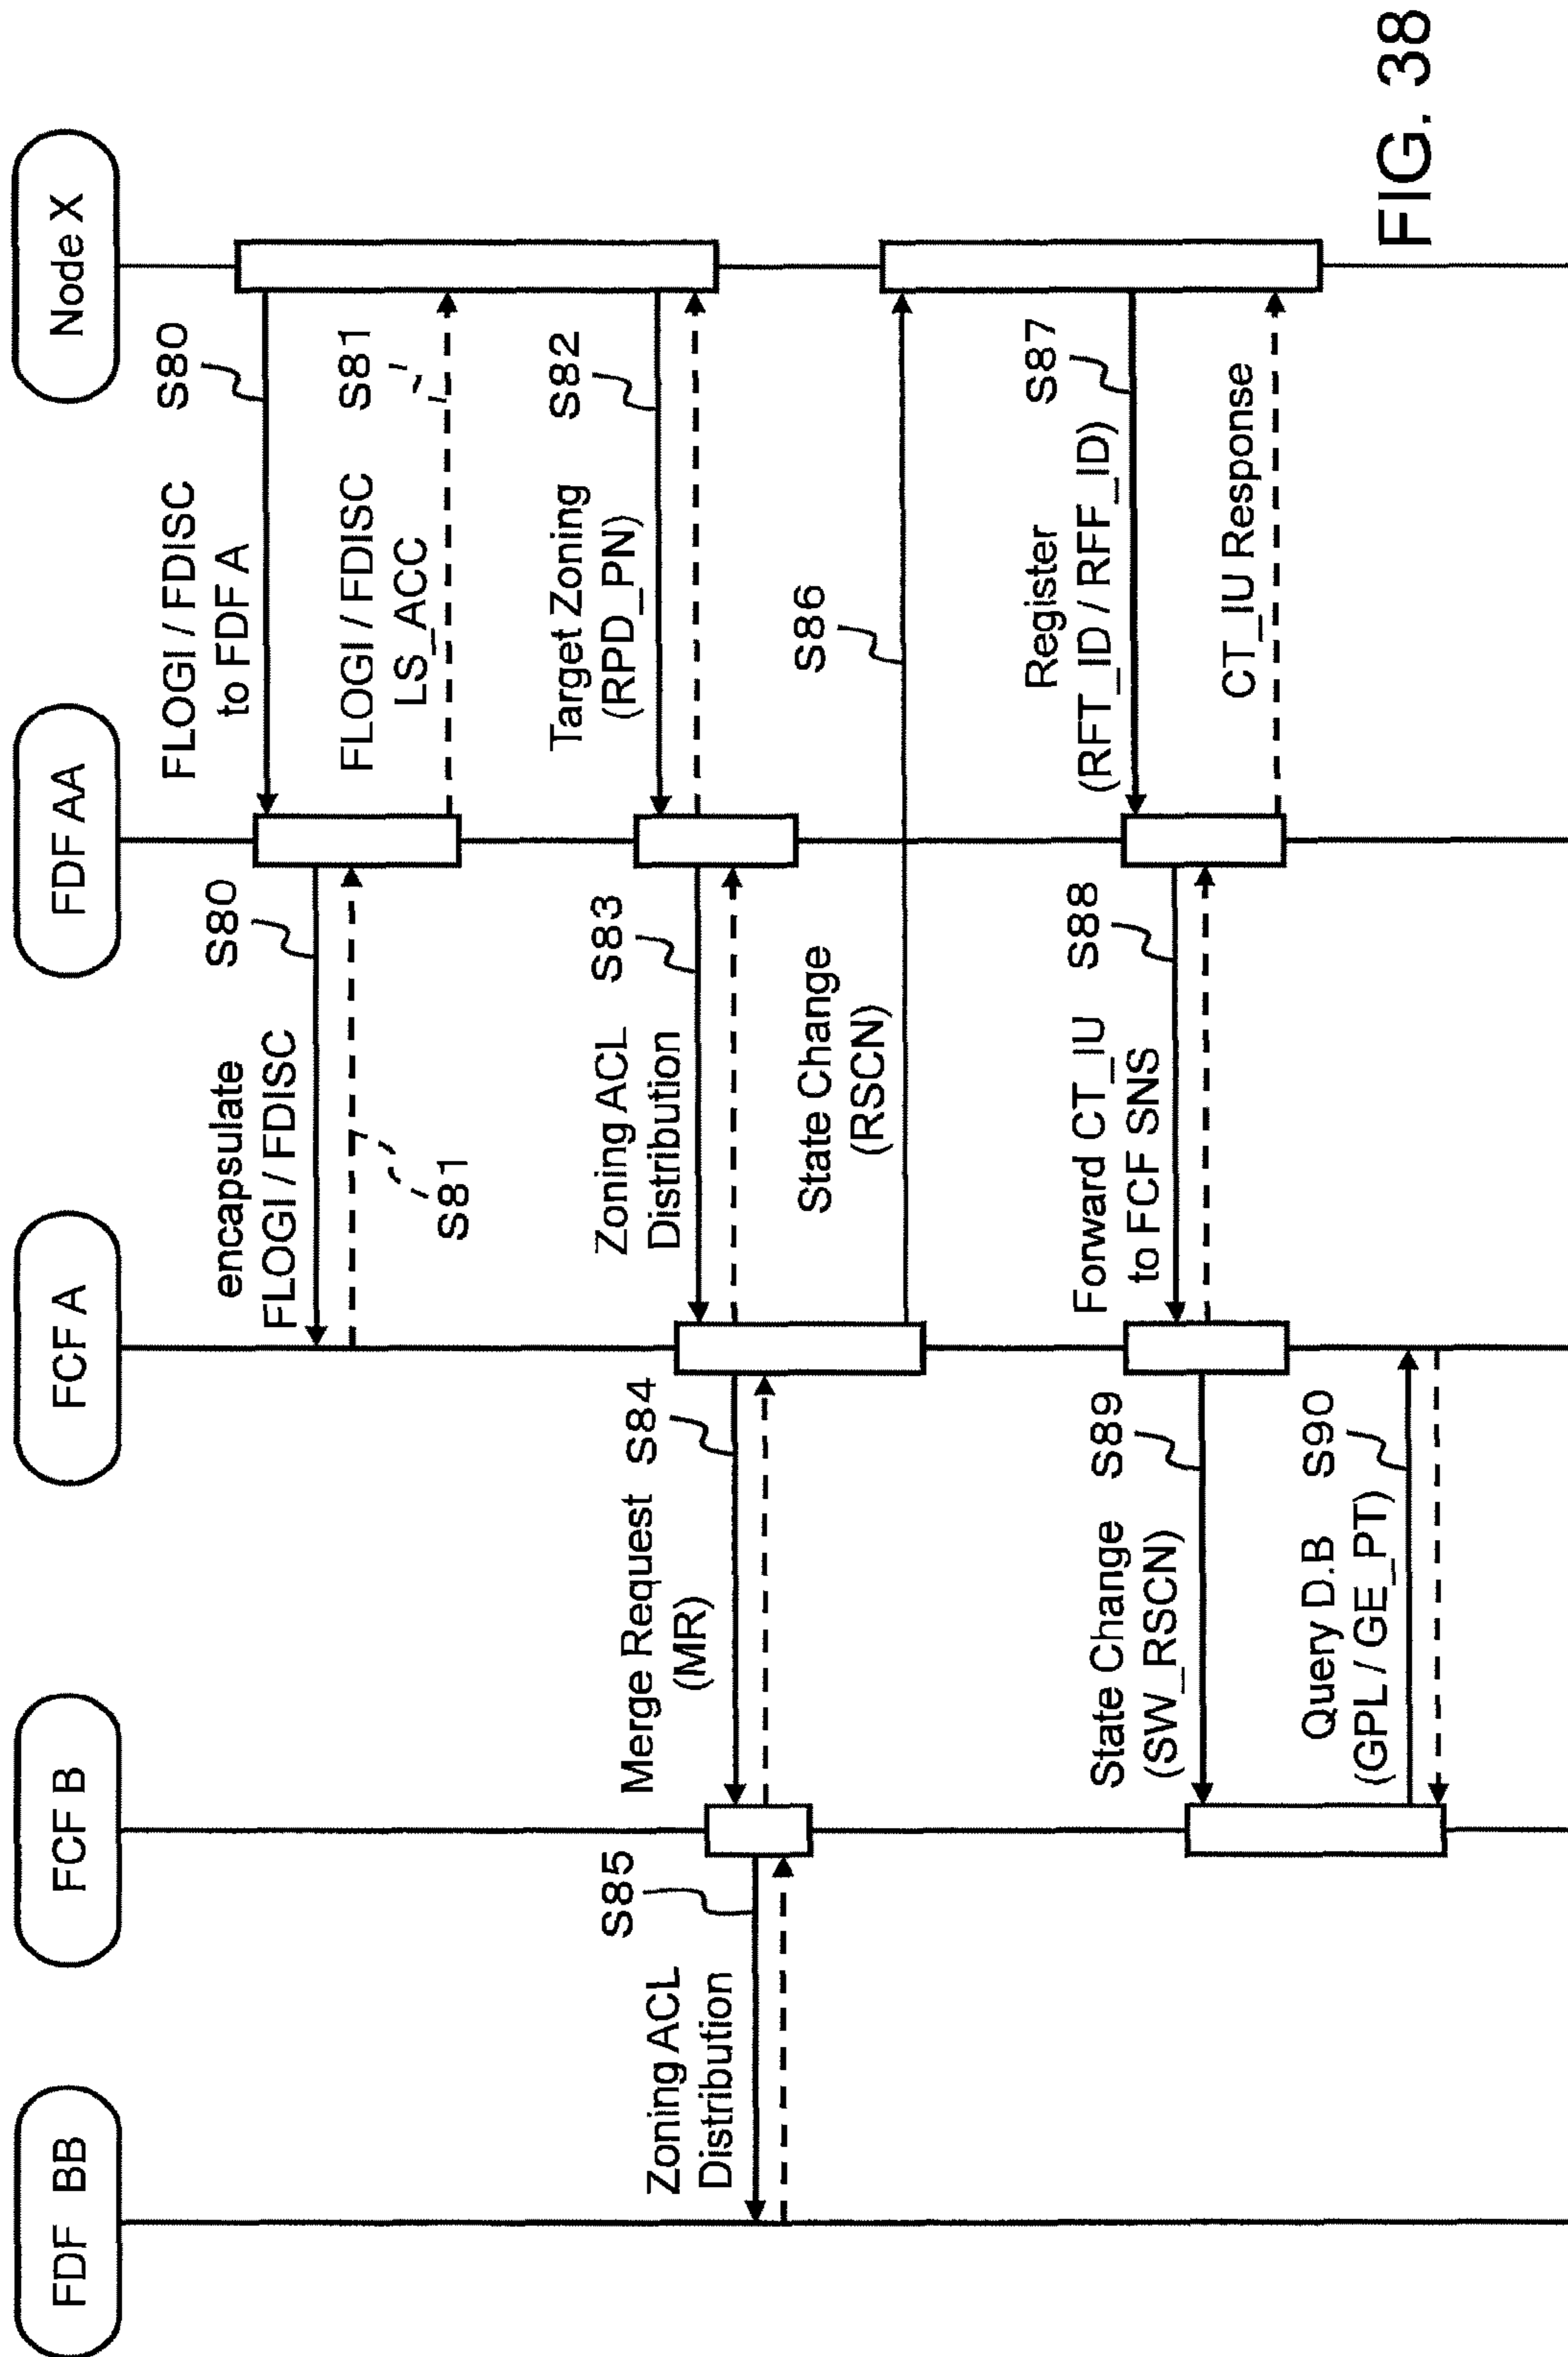 FDF BB
FCF B
FCF A
FDF AA
Node X
FLOGI / FDISC
to FDF A
S80
encapsulate
FLOGI / FDISC
S80
S81
FLOGI / FDISC
LS_ACC
S81
Target Zoning
(RPD_PN)
S82
Zoning ACL
Distribution
S83
Merge Request
(MR)
S84
Zoning ACL
Distribution
S85
State Change
(RSCN)
S86
Register
(RFT_ID / RFF_ID)
S87
Forward CT_IU
to FCF SNS
S88
CT_IU Response
State Change
(SW_RSCN)
S89
Query D.B
(GPL / GE_PT)
S90
FIG. 38